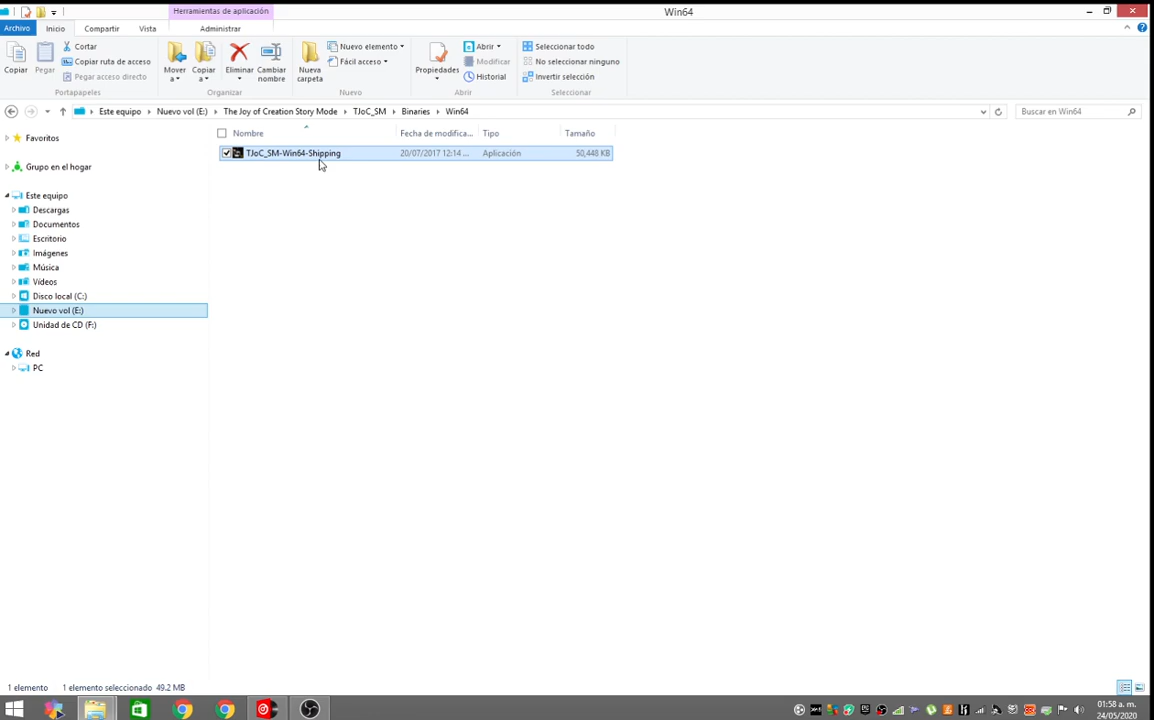 Herramientas de aplicación
Win64
Archivo Inicio Compartir Vista Administrar
Copiar
Pegar
Cortar
Copiar ruta de acceso
Pegar acceso directo
Portapapeles
Mover a
Copiar a
Eliminar
Cambiar nombre
Organizar
Nueva carpeta
Nuevo elemento
Fácil acceso
Nuevo
Propiedades
Abrir
Modificar
Historial
Abrir
Seleccionar todo
No seleccionar ninguno
Invertir selección
Seleccionar
Este equipo Nuevo vol (E:) The Joy of Creation Story Mode TJoC_SM Binaries Win64
Buscar en Win64
Favoritos
Grupo en el hogar
Este equipo
Descargas
Documentos
Escritorio
Imágenes
Música
Vídeos
Disco local (C:)
Nuevo vol (E:)
Unidad de CD (F:)
Red
PC
Nombre Fecha de modifica... Tipo Tamaño
TJoC_SM-Win64-Shipping 20/07/2017 12:14 ... Aplicación 50,448 KB
1 elemento 1 elemento seleccionado 49.2 MB
01:58 a. m.
24/05/2020